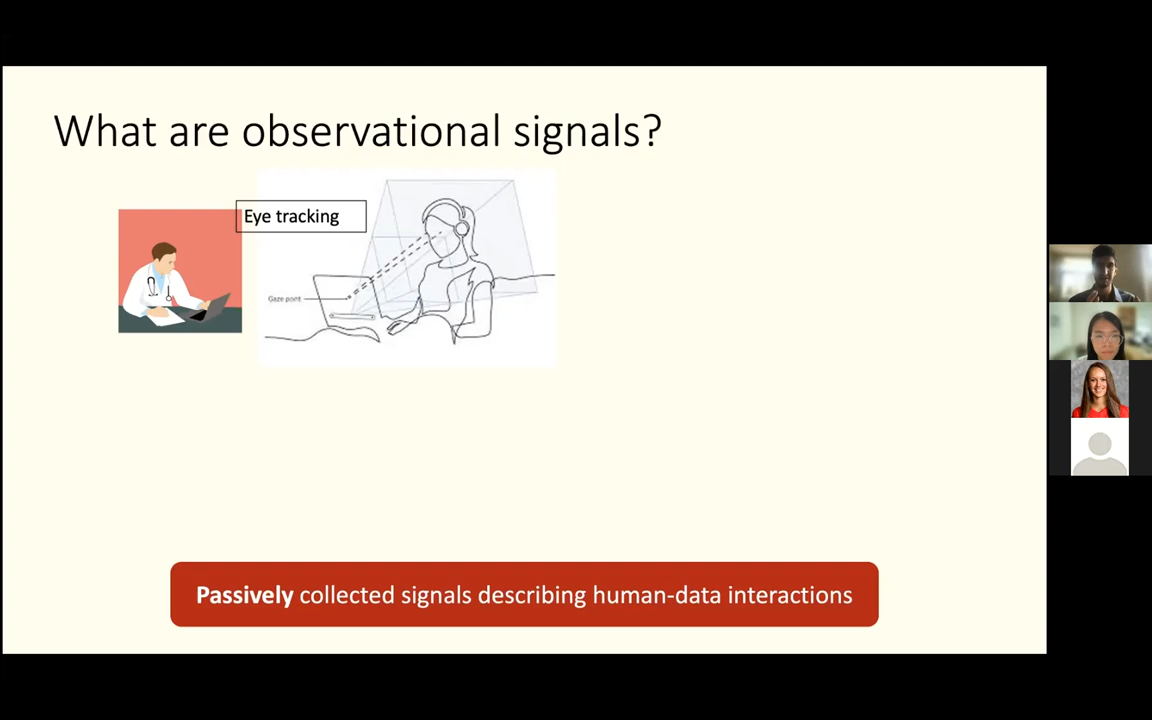 What are observational signals?
Eye tracking
Gaze point
Passively collected signals describing human-data interactions